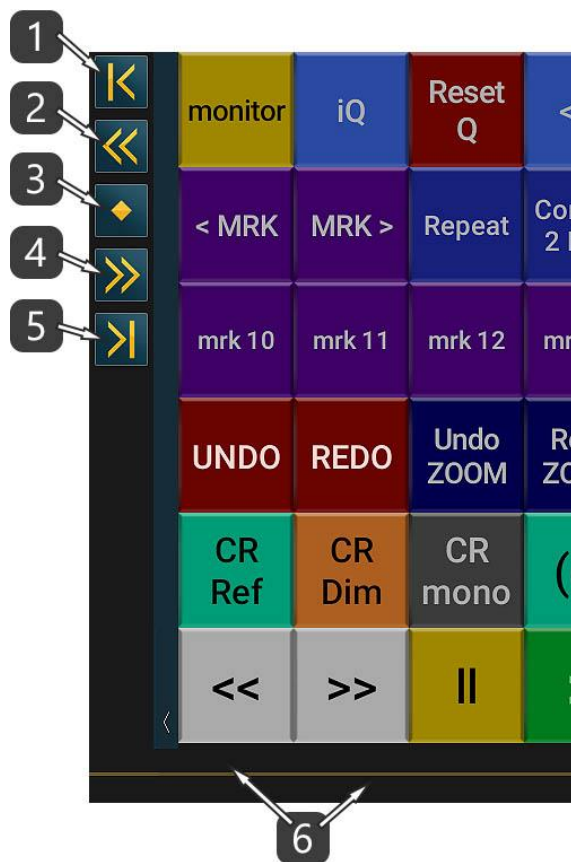 1
2
3
4
5
monitor
iQ
Reset
Q
<
< MRK
MRK >
Repeat
2
mrk 10
mrk 11
mrk 12
UNDO
REDO
Undo
ZOOM
CR
Ref
CR
Dim
CR
mono
(
<<
>>
||
6